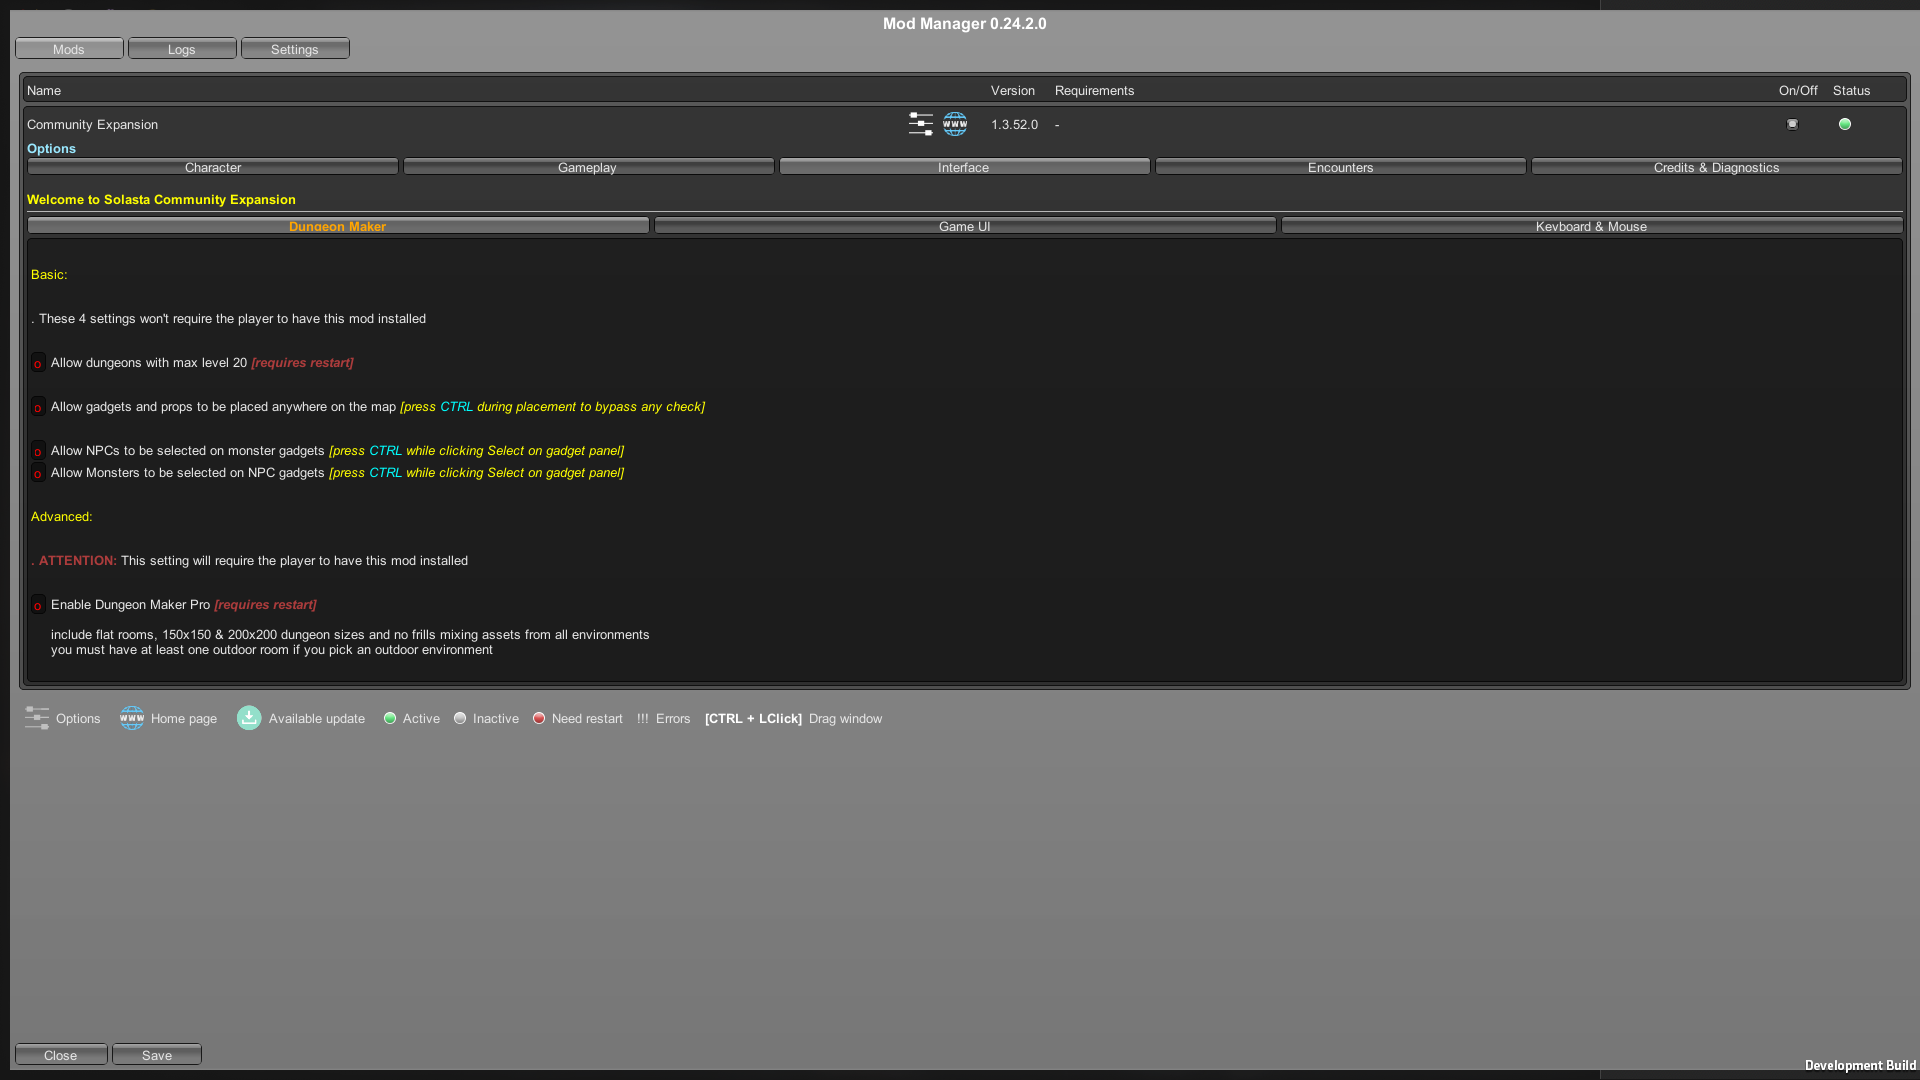 Mod Manager 0.24.2.0
Mods Logs Settings
Name Version Requirements On/Off Status
Community Expansion www 1.3.52.0 -
Options
Character Gameplay Interface Encounters Credits & Diagnostics
Welcome to Solasta Community Expansion
Dungeon Maker Game UI Keyboard & Mouse
Basic:
. These 4 settings won't require the player to have this mod installed
o Allow dungeons with max level 20 [requires restart]
o Allow gadgets and props to be placed anywhere on the map [press CTRL during placement to bypass any check]
o Allow NPCs to be selected on monster gadgets [press CTRL while clicking Select on gadget panel]
o Allow Monsters to be selected on NPC gadgets [press CTRL while clicking Select on gadget panel]
Advanced:
. ATTENTION: This setting will require the player to have this mod installed
o Enable Dungeon Maker Pro [requires restart]
include flat rooms, 150x150 & 200x200 dungeon sizes and no frills mixing assets from all environments
you must have at least one outdoor room if you pick an outdoor environment
Options www Home page Available update Active Inactive Need restart !!! Errors [CTRL + LClick] Drag window
Close Save
Development Build